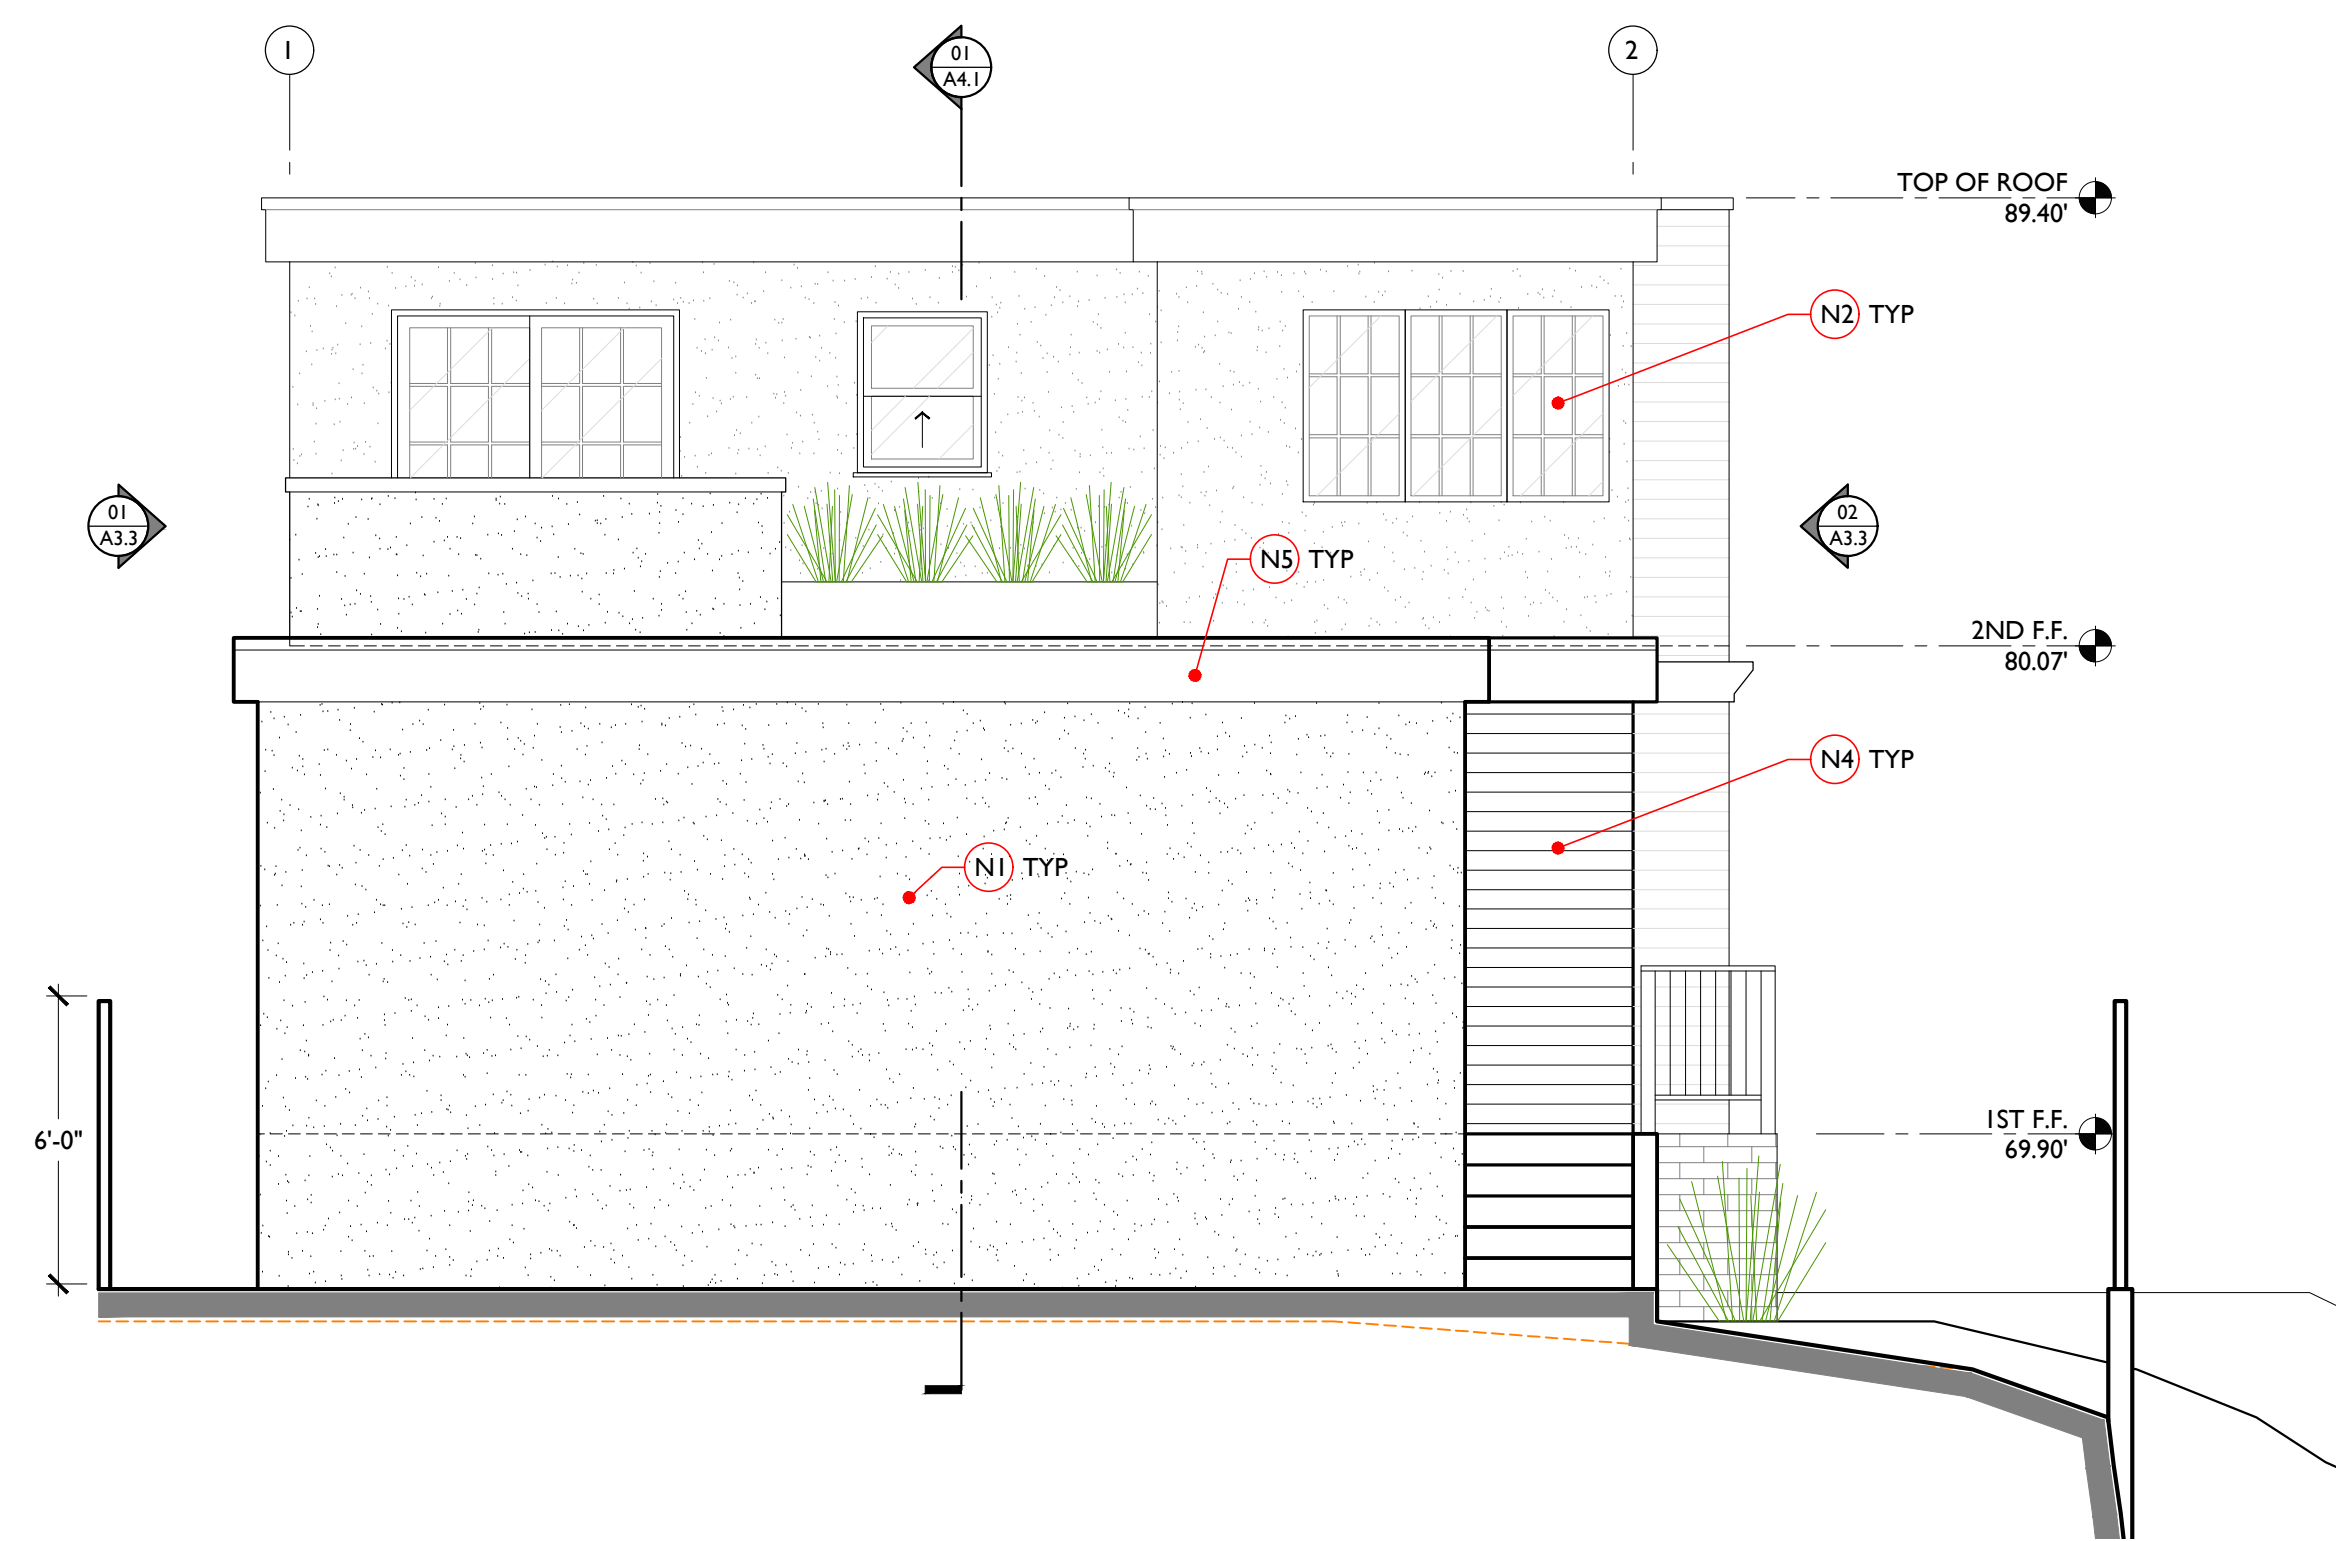 1
01
A4.1
2
TOP OF ROOF
89.40'
N2 TYP
01
A3.3
02
A3.3
N5 TYP
2ND F.F.
80.07'
N4 TYP
N1 TYP
6'-0"
1ST F.F.
69.90'